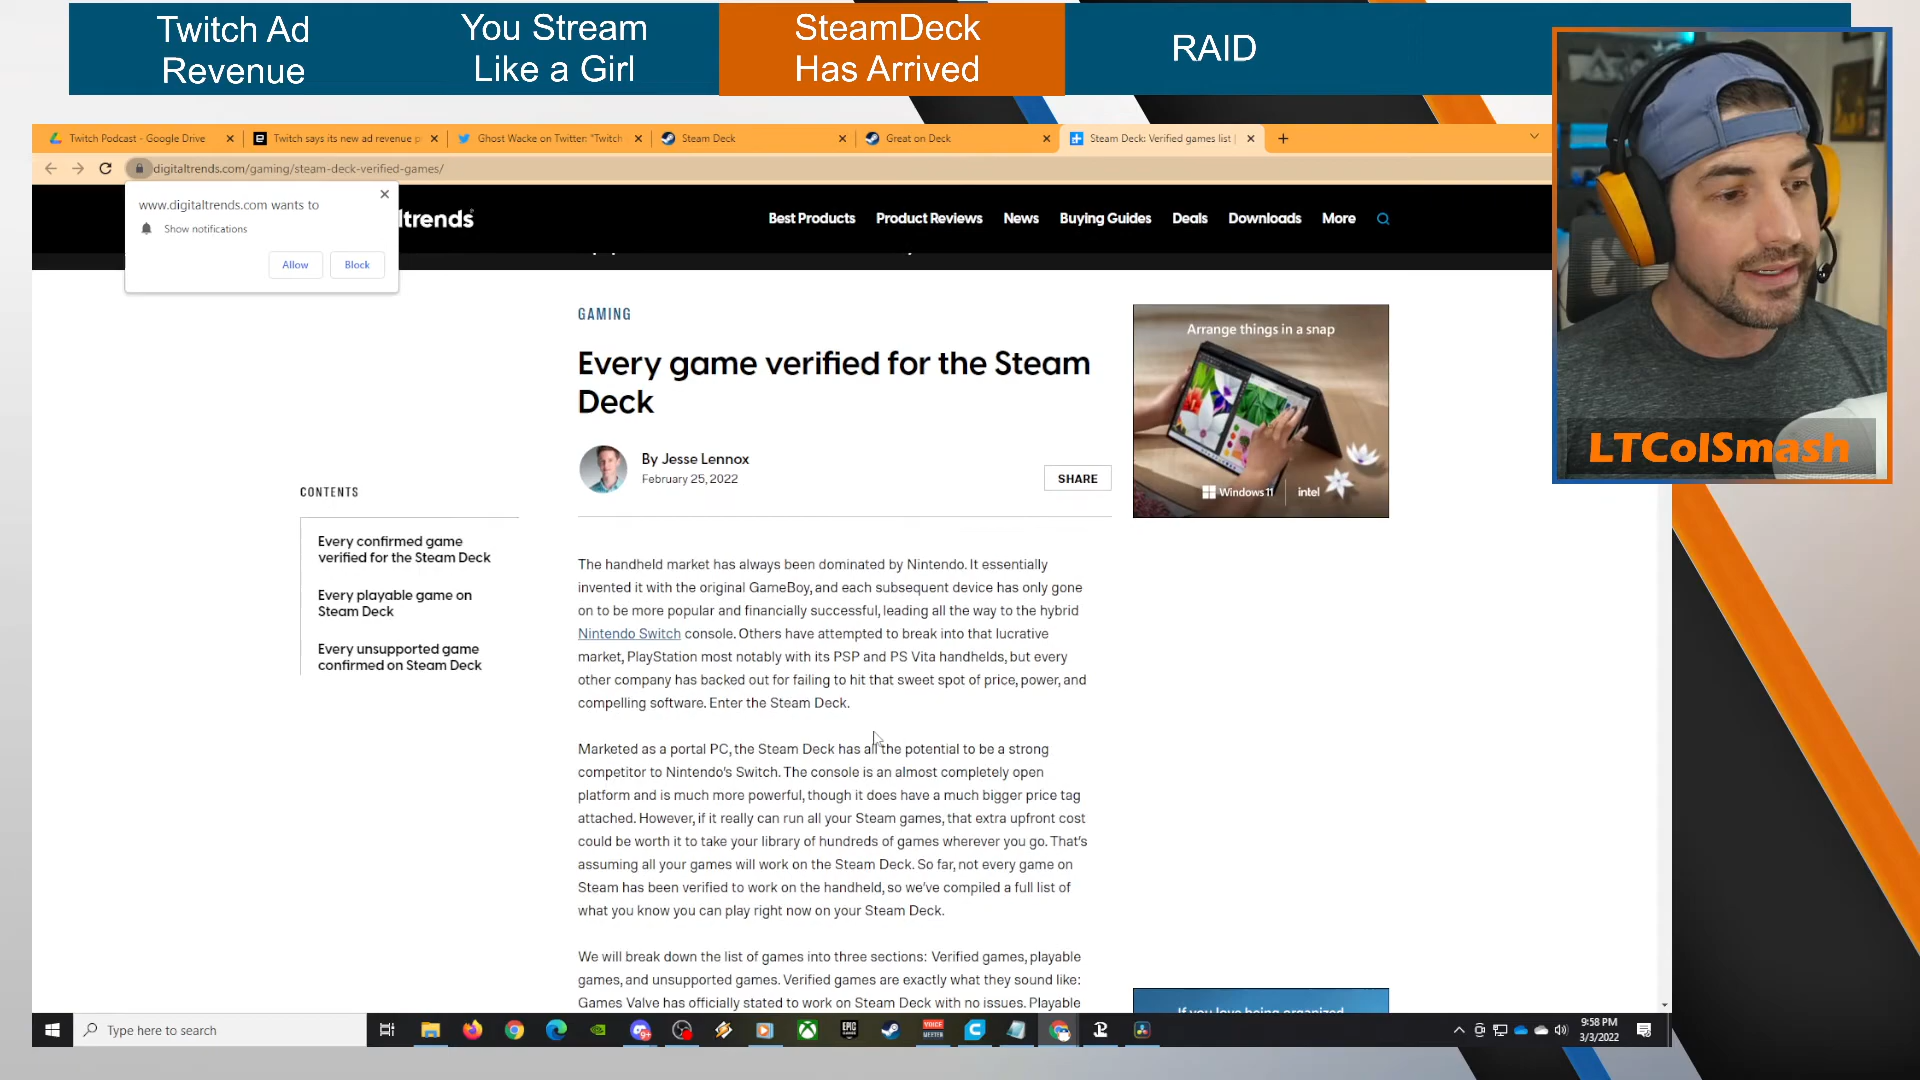 Twitch Ad
Revenue
You Stream
Like a Girl
SteamDeck
Has Arrived
RAID
Twitch Podcast - Google Drive
Twitch says its new ad revenue p
Ghost Wacke on Twitter: "Twitch
Steam Deck
Great on Deck
Steam Deck: Verified games list |
digitaltrends.com/gaming/steam-deck-verified-games/
www.digitaltrends.com wants to
Show notifications
Allow
Block
ltrends
Best Products
Product Reviews
News
Buying Guides
Deals
Downloads
More
GAMING
Every game verified for the Steam
Deck
By Jesse Lennox
February 25, 2022
SHARE
CONTENTS
Every confirmed game
verified for the Steam Deck
Every playable game on
Steam Deck
Every unsupported game
confirmed on Steam Deck
The handheld market has always been dominated by Nintendo. It essentially
invented it with the original GameBoy, and each subsequent device has only gone
on to be more popular and financially successful, leading all the way to the hybrid
Nintendo Switch console. Others have attempted to break into that lucrative
market, PlayStation most notably with its PSP and PS Vita handhelds, but every
other company has backed out for failing to hit that sweet spot of price, power, and
compelling software. Enter the Steam Deck.
Marketed as a portal PC, the Steam Deck has all the potential to be a strong
competitor to Nintendo's Switch. The console is an almost completely open
platform and is much more powerful, though it does have a much bigger price tag
attached. However, if it really can run all your Steam games, that extra upfront cost
could be worth it to take your library of hundreds of games wherever you go. That's
assuming all your games will work on the Steam Deck. So far, not every game on
Steam has been verified to work on the handheld, so we've compiled a full list of
what you know you can play right now on your Steam Deck.
We will break down the list of games into three sections: Verified games, playable
games, and unsupported games. Verified games are exactly what they sound like:
Games Valve has officially stated to work on Steam Deck with no issues. Playable
Arrange things in a snap
Windows 11
intel
If you love being organized
LTColSmash
Type here to search
EPIC
VOICE
MEETER
9:58 PM
3/3/2022